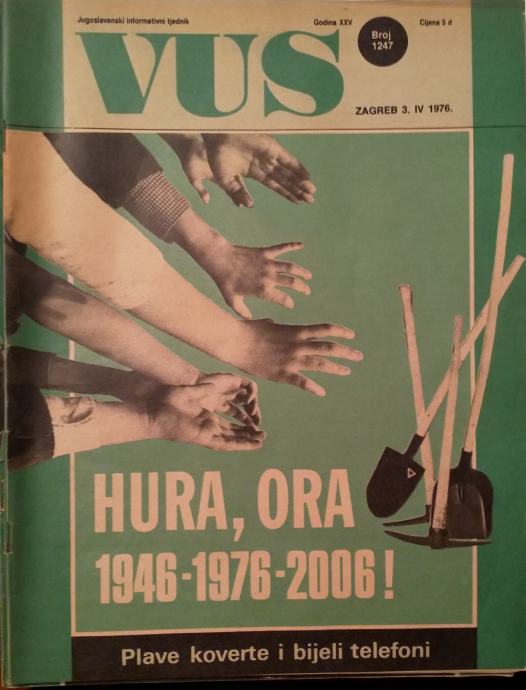 Jugoslavenski informativni tjednik
Godina XXV
Broj
1247
Cijena 5 d
VUS
ZAGREB 3. IV 1976.
HURA, ORA
1946-1976-2006!
Plave koverte i bijeli telefoni